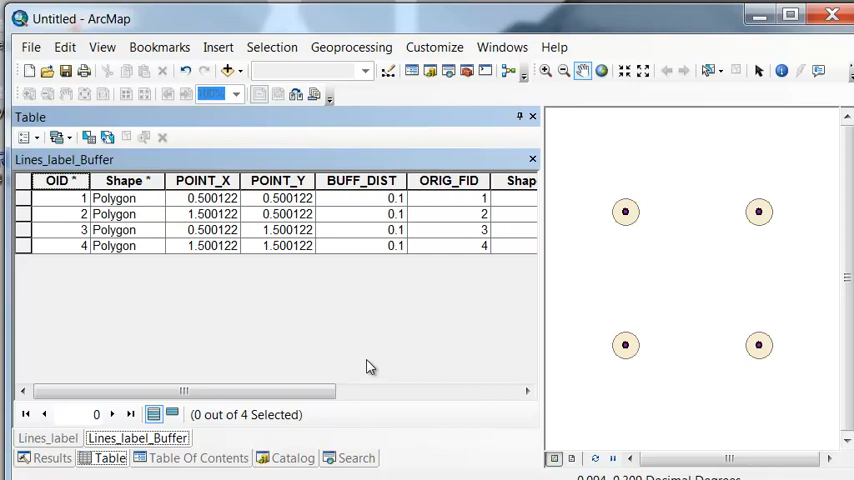 Untitled - ArcMap
File Edit View Bookmarks Insert Selection Geoprocessing Customize Windows Help
100%
Table
Lines_label_Buffer
OID * Shape * POINT_X POINT_Y BUFF_DIST ORIG_FID Shap
1 Polygon 0.500122 0.500122 0.1 1
2 Polygon 1.500122 0.500122 0.1 2
3 Polygon 0.500122 1.500122 0.1 3
4 Polygon 1.500122 1.500122 0.1 4
0 (0 out of 4 Selected)
Lines_label Lines_label_Buffer
Results Table Table Of Contents Catalog Search
Decimal Degrees